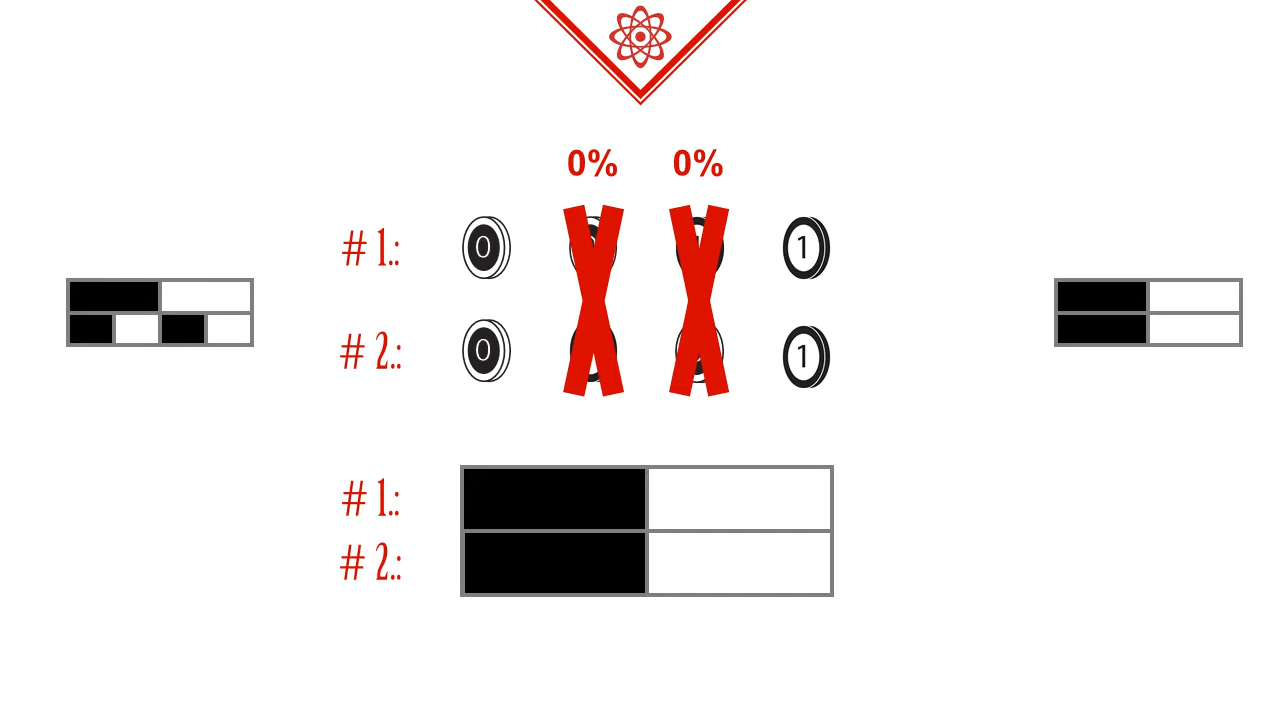 0% 0%
# 1.: 0 1
# 2.: 0 1
# 1.:
# 2.: